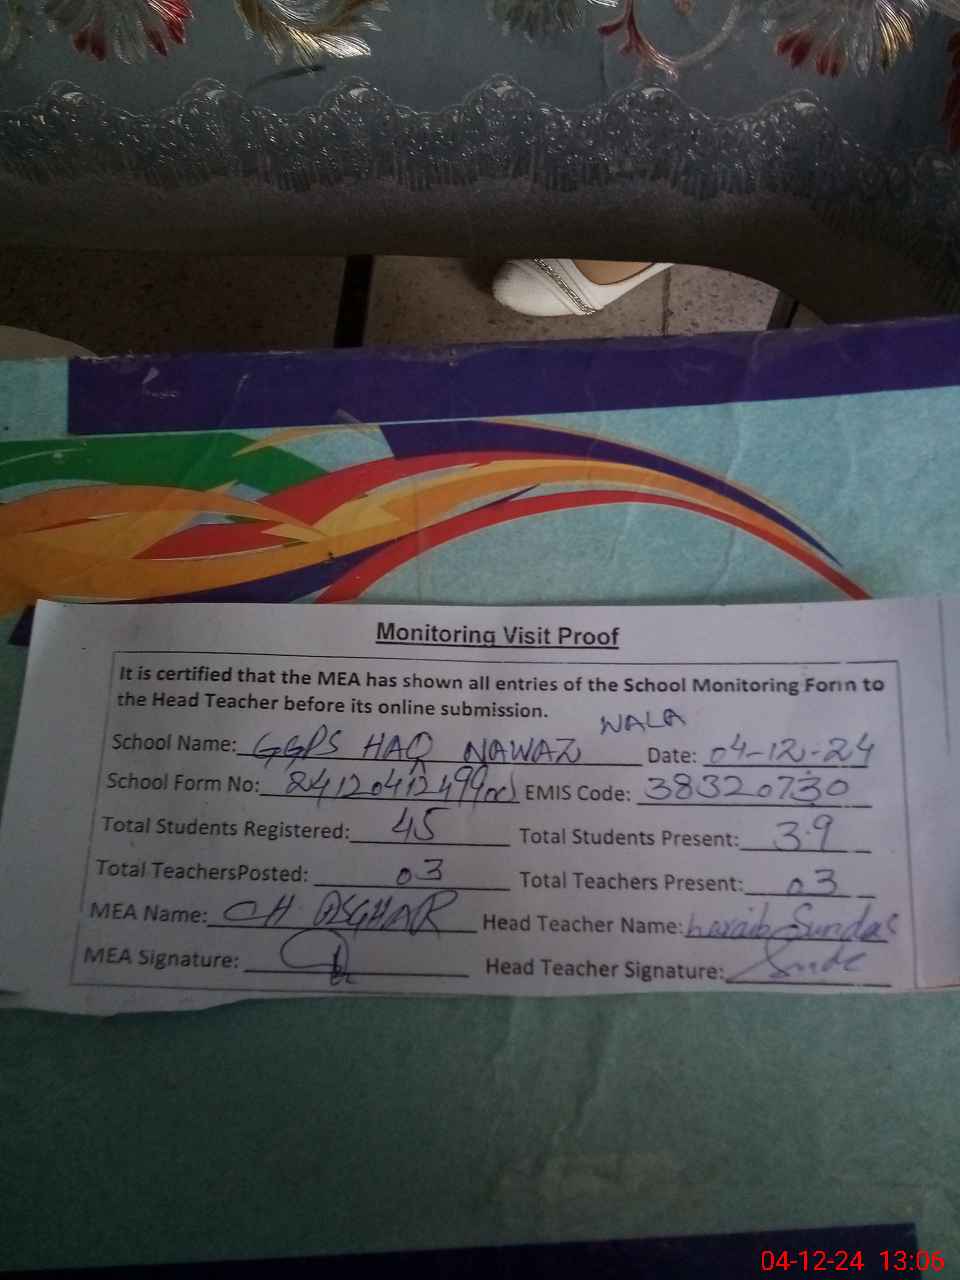 Monitoring Visit Proof
It is certified that the MEA has shown all entries of the School Monitoring Form to
the Head Teacher before its online submission.
School Name: GGPS HAQ NAWAZ WALA Date: 04-12-24
School Form No: EMIS Code: 38320730
Total Students Registered: 45 Total Students Present: 39
Total TeachersPosted: 03 Total Teachers Present: 03
MEA Name: CH ASGHAR Head Teacher Name: Sundas
MEA Signature: Head Teacher Signature:
04-12-24 13:06